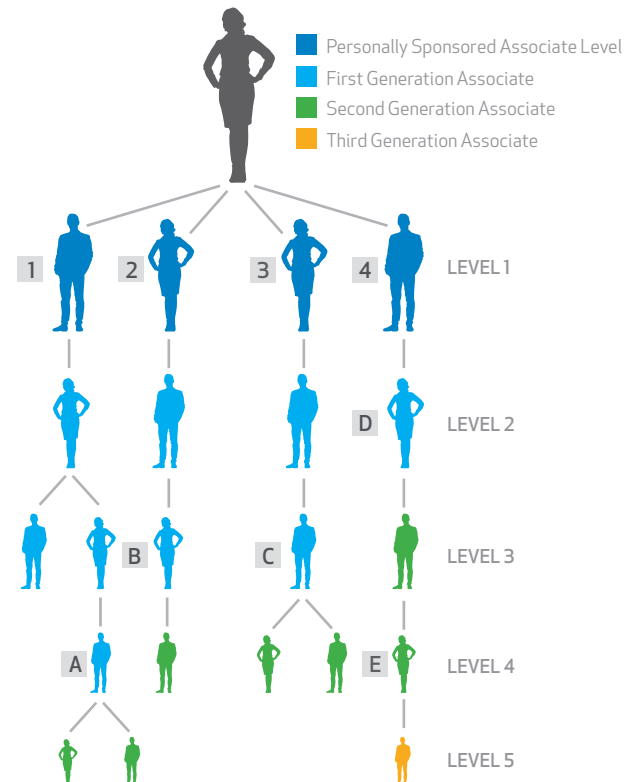 Personally Sponsored Associate Level
First Generation Associate
Second Generation Associate
Third Generation Associate
1
2
3
4
LEVEL 1
D
LEVEL 2
B
C
LEVEL 3
A
E
LEVEL 4
LEVEL 5